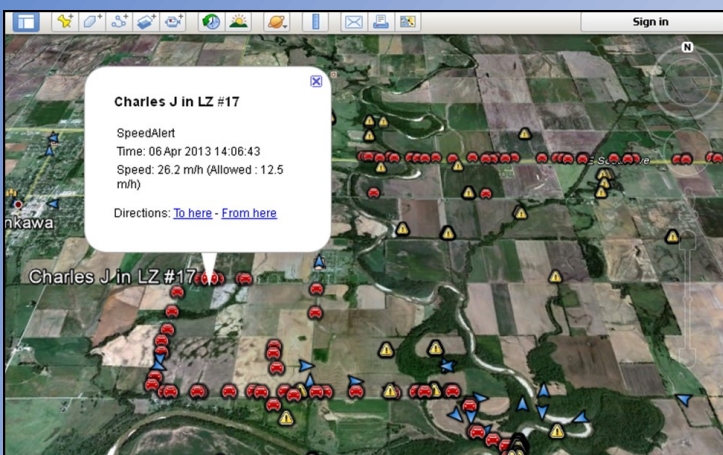 Sign in
N
Charles J in LZ #17
SpeedAlert
Time: 06 Apr 2013 14:06:43
Speed: 26.2 m/h (Allowed : 12.5
m/h)
Directions: To here - From here
nkawa
Charles J in LZ #17